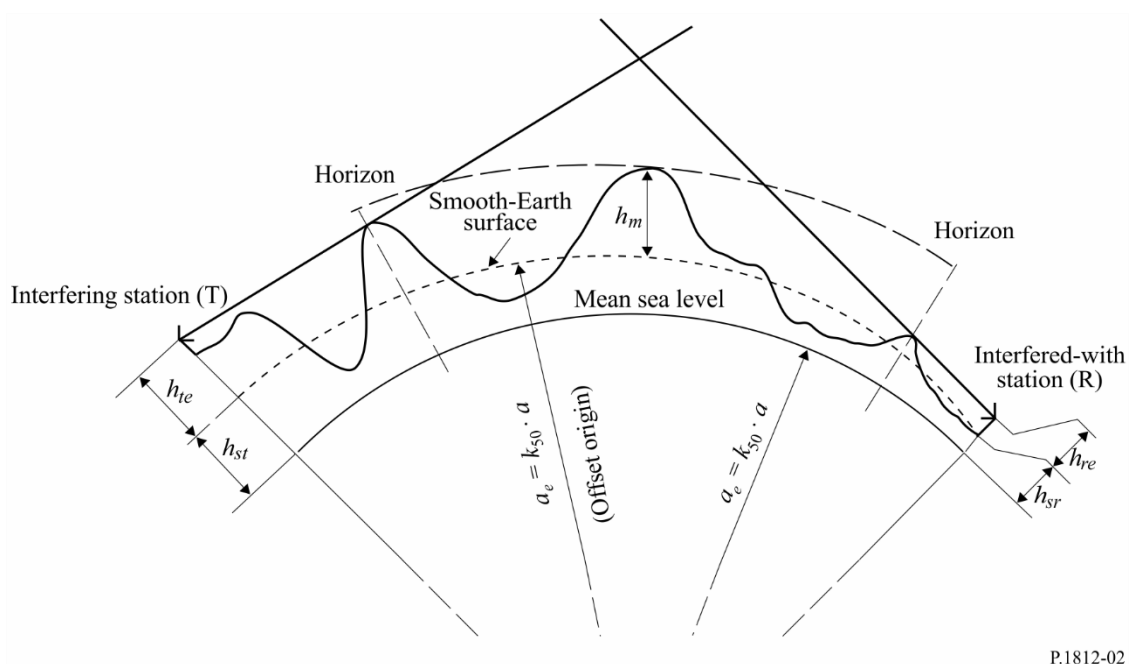 Horizon
Smooth-Earth
surface
h_m
Horizon
Interfering station (T)
Mean sea level
Interfered-with
station (R)
h_te
h_st
a_e = k_50 · a
(Offset origin)
a_e = k_50 · a
h_re
h_sr
P.1812-02